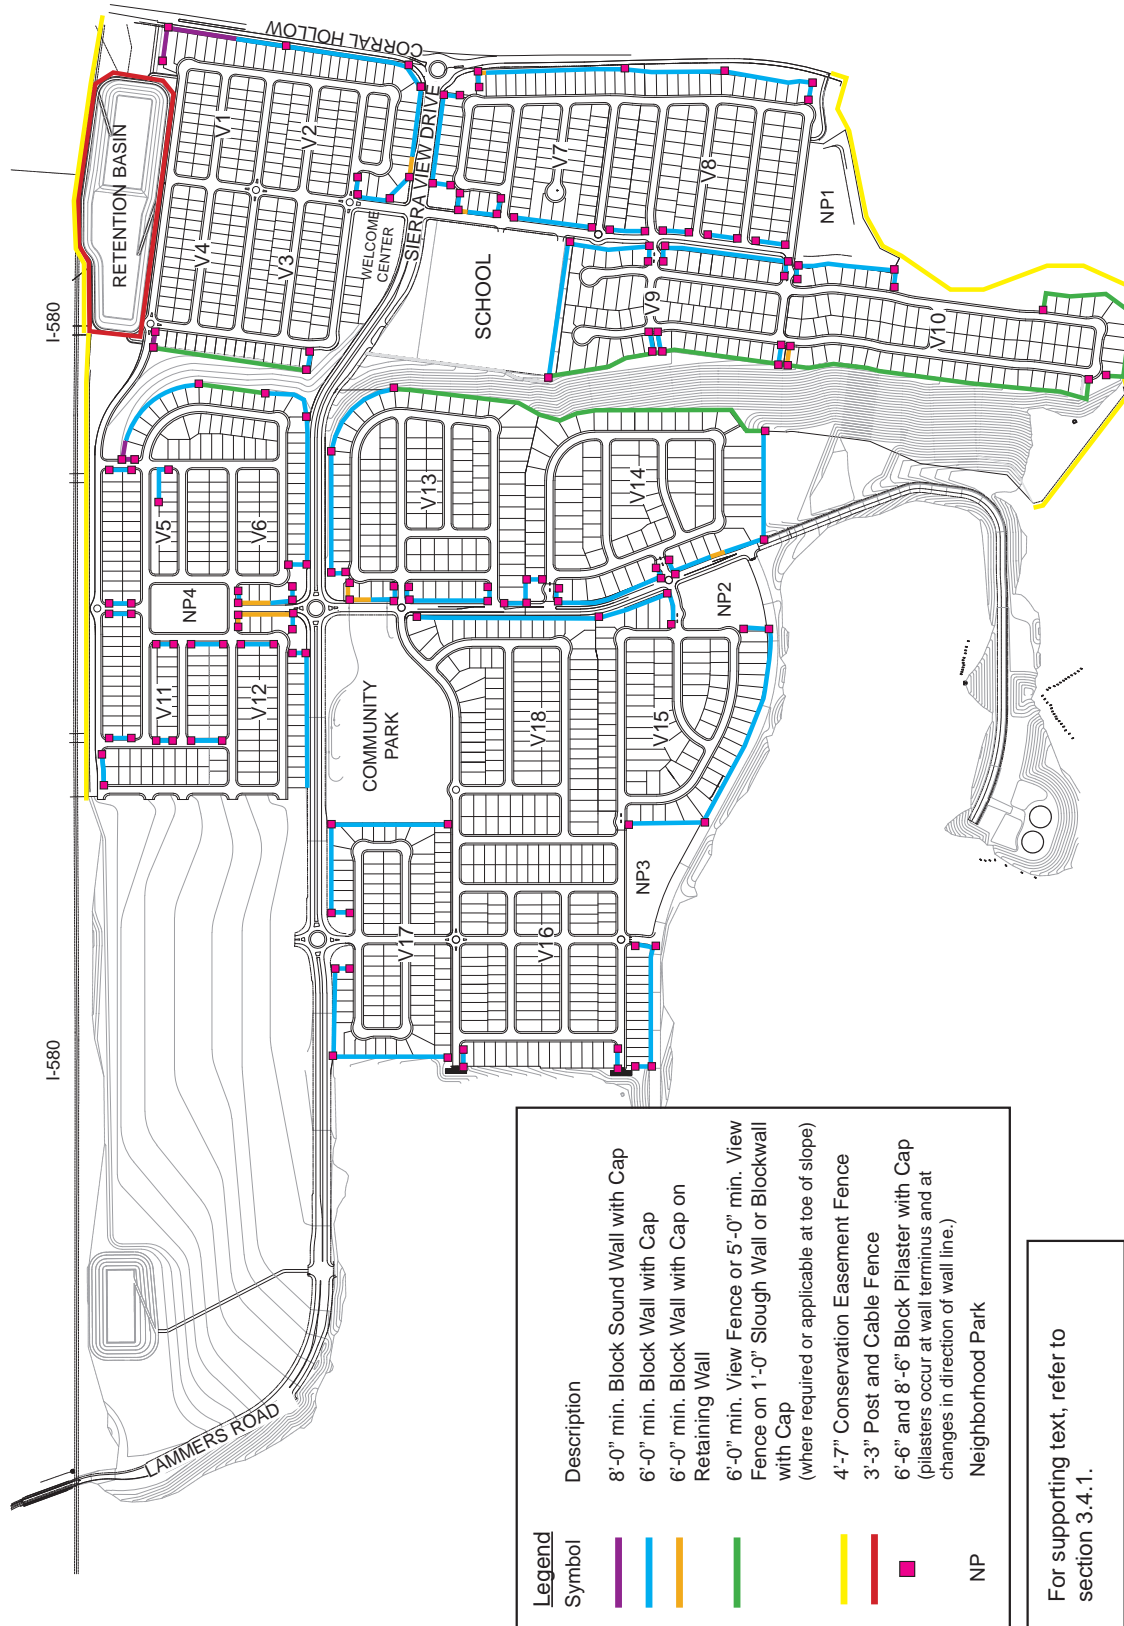 I-580
I-580
RETENTION BASIN
CORRAL HOLLOW
SIERRA VIEW DRIVE
WELCOME
CENTER
SCHOOL
COMMUNITY
PARK
LAMMERS ROAD
V1
V2
V3
V4
V5
V6
V7
V8
V9
V10
V11
V12
V13
V14
V15
V16
V17
V18
NP1
NP2
NP3
NP4
Legend
Symbol Description
8'-0" min. Block Sound Wall with Cap
6'-0" min. Block Wall with Cap
6'-0" min. Block Wall with Cap on
Retaining Wall
6'-0" min. View Fence or 5'-0" min. View
Fence on 1'-0" Slough Wall or Blockwall
with Cap
(where required or applicable at toe of slope)
4'-7" Conservation Easement Fence
3'-3" Post and Cable Fence
6'-6" and 8'-6" Block Pilaster with Cap
(pilasters occur at wall terminus and at
changes in direction of wall line.)
NP Neighborhood Park
For supporting text, refer to
section 3.4.1.